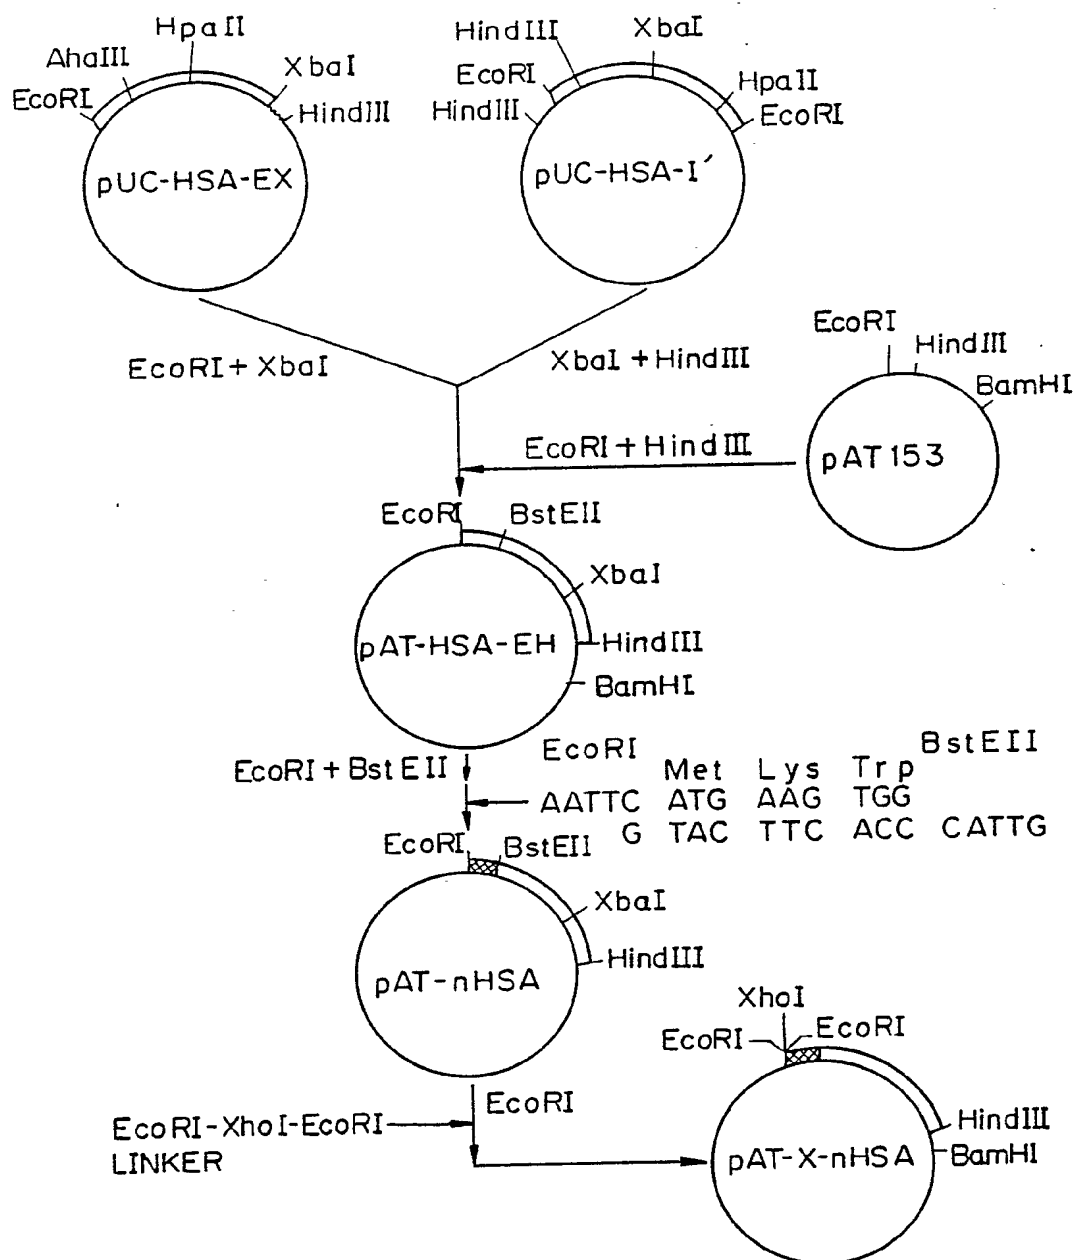 HpaII
AhaIII
XbaI
EcoRI
HindIII
pUC-HSA-EX
HindIII
XbaI
EcoRI
HpaII
HindIII
EcoRI
pUC-HSA-I′
EcoRI+XbaI
XbaI+HindIII
EcoRI
HindIII
BamHI
EcoRI+HindIII
pAT153
EcoRI
BstEII
XbaI
pAT-HSA-EH
HindIII
BamHI
EcoRI+BstEII
EcoRI
BstEII
Met Lys Trp
AATTC ATG AAG TGG
G TAC TTC ACC CATTG
EcoRI
BstEII
XbaI
HindIII
pAT-nHSA
XhoI
EcoRI
EcoRI
EcoRI
EcoRI-XhoI-EcoRI
LINKER
HindIII
pAT-X-nHSA
BamHI